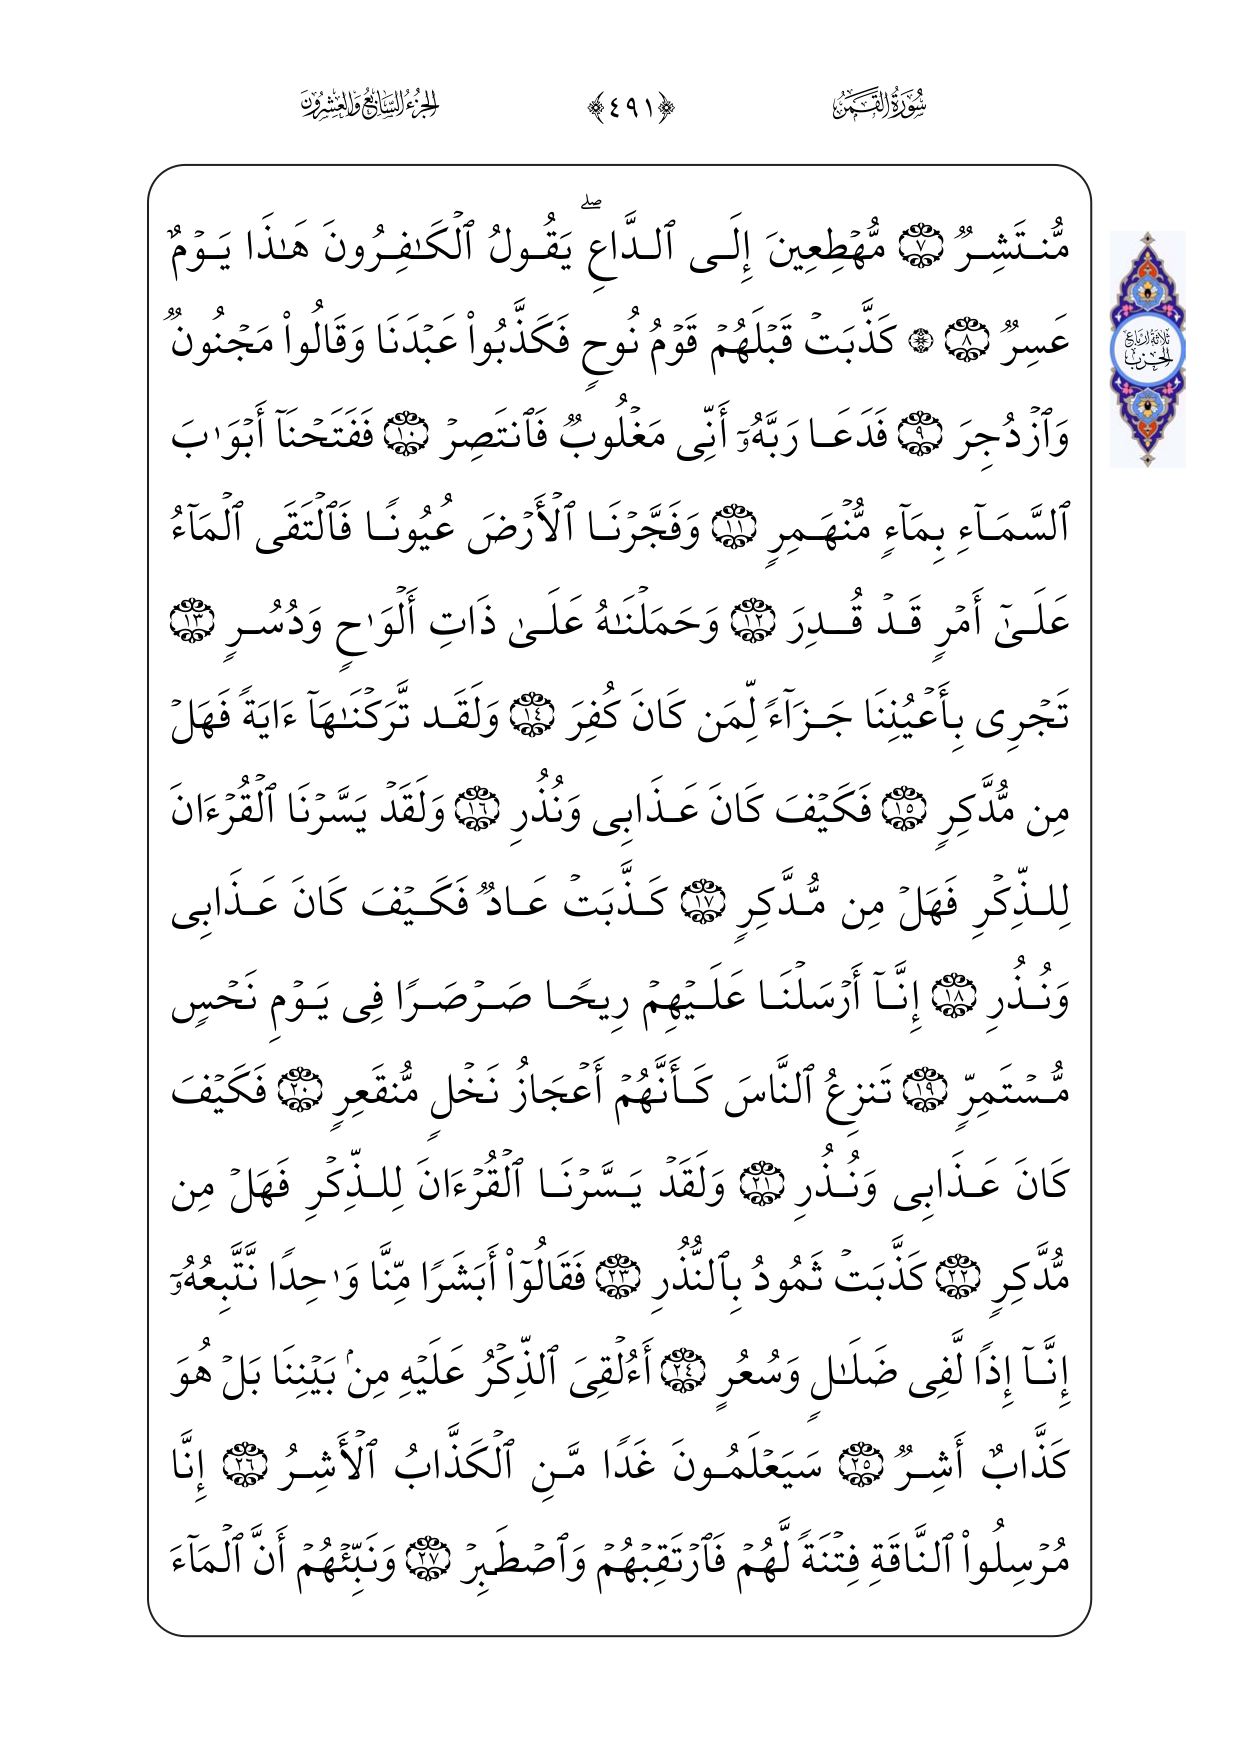 سُورَةُ القَمَر ﴿٤٩١﴾ الجُزْءُ السَّابِعُ وَالعِشْرُونَ
مُّنتَشِرٌ ٧ مُّهْطِعِينَ إِلَى ٱلدَّاعِ ۖ يَقُولُ ٱلْكَـٰفِرُونَ هَـٰذَا يَوْمٌ
عَسِرٌ ٨ ۞ كَذَّبَتْ قَبْلَهُمْ قَوْمُ نُوحٍ فَكَذَّبُوا۟ عَبْدَنَا وَقَالُوا۟ مَجْنُونٌ
وَٱزْدُجِرَ ٩ فَدَعَا رَبَّهُۥٓ أَنِّى مَغْلُوبٌ فَٱنتَصِرْ ١٠ فَفَتَحْنَآ أَبْوَٰبَ
ٱلسَّمَآءِ بِمَآءٍ مُّنْهَمِرٍ ١١ وَفَجَّرْنَا ٱلْأَرْضَ عُيُونًا فَٱلْتَقَى ٱلْمَآءُ
عَلَىٰٓ أَمْرٍ قَدْ قُدِرَ ١٢ وَحَمَلْنَـٰهُ عَلَىٰ ذَاتِ أَلْوَٰحٍ وَدُسُرٍ ١٣
تَجْرِى بِأَعْيُنِنَا جَزَآءً لِّمَن كَانَ كُفِرَ ١٤ وَلَقَد تَّرَكْنَـٰهَآ ءَايَةً فَهَلْ
مِن مُّدَّكِرٍ ١٥ فَكَيْفَ كَانَ عَذَابِى وَنُذُرِ ١٦ وَلَقَدْ يَسَّرْنَا ٱلْقُرْءَانَ
لِلذِّكْرِ فَهَلْ مِن مُّدَّكِرٍ ١٧ كَذَّبَتْ عَادٌ فَكَيْفَ كَانَ عَذَابِى
وَنُذُرِ ١٨ إِنَّآ أَرْسَلْنَا عَلَيْهِمْ رِيحًا صَرْصَرًا فِى يَوْمِ نَحْسٍ
مُّسْتَمِرٍّ ١٩ تَنزِعُ ٱلنَّاسَ كَأَنَّهُمْ أَعْجَازُ نَخْلٍ مُّنقَعِرٍ ٢٠ فَكَيْفَ
كَانَ عَذَابِى وَنُذُرِ ٢١ وَلَقَدْ يَسَّرْنَا ٱلْقُرْءَانَ لِلذِّكْرِ فَهَلْ مِن
مُّدَّكِرٍ ٢٢ كَذَّبَتْ ثَمُودُ بِٱلنُّذُرِ ٢٣ فَقَالُوٓا۟ أَبَشَرًا مِّنَّا وَٰحِدًا نَّتَّبِعُهُۥٓ
إِنَّآ إِذًا لَّفِى ضَلَـٰلٍ وَسُعُرٍ ٢٤ أَءُلْقِىَ ٱلذِّكْرُ عَلَيْهِ مِنۢ بَيْنِنَا بَلْ هُوَ
كَذَّابٌ أَشِرٌ ٢٥ سَيَعْلَمُونَ غَدًا مَّنِ ٱلْكَذَّابُ ٱلْأَشِرُ ٢٦ إِنَّا
مُرْسِلُوا۟ ٱلنَّاقَةِ فِتْنَةً لَّهُمْ فَٱرْتَقِبْهُمْ وَٱصْطَبِرْ ٢٧ وَنَبِّئْهُمْ أَنَّ ٱلْمَآءَ
ثلاثة أرباع
الحزب